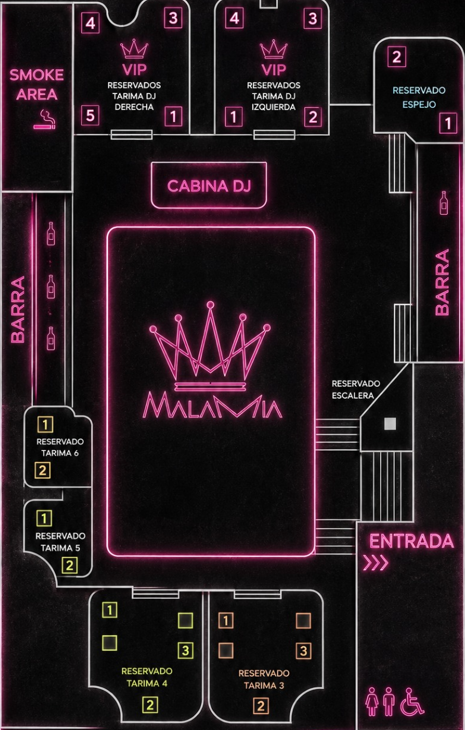 4
3
VIP
RESERVADOS
TARIMA DJ
DERECHA
5
1
4
3
VIP
RESERVADOS
TARIMA DJ
IZQUIERDA
1
2
SMOKE
AREA
2
RESERVADO
ESPEJO
1
CABINA DJ
BARRA
BARRA
MALAMIA
RESERVADO
ESCALERA
1
RESERVADO
TARIMA 6
2
1
RESERVADO
TARIMA 5
2
ENTRADA
>>>
1
3
RESERVADO
TARIMA 4
2
1
3
RESERVADO
TARIMA 3
2